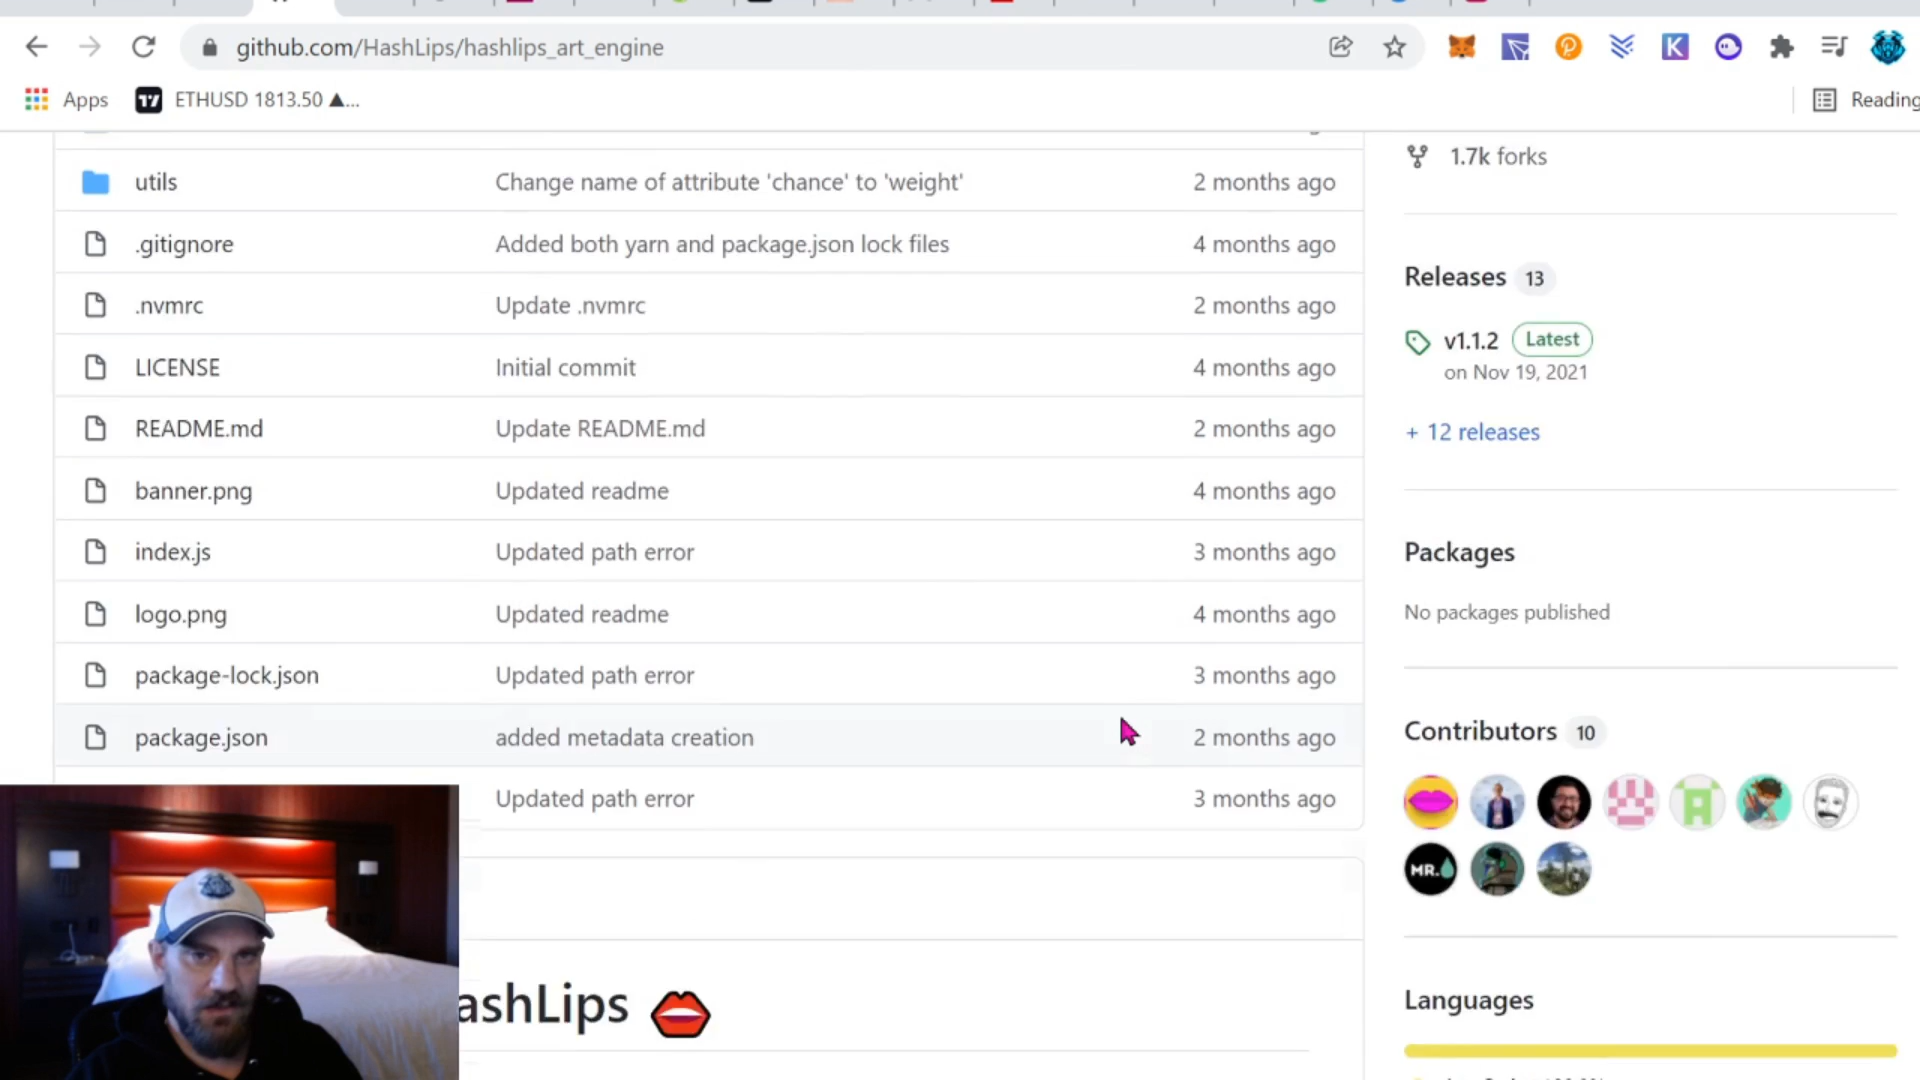 github.com/HashLips/hashlips_art_engine
Apps
ETHUSD 1813.50 ▲...
Reading
utils Change name of attribute 'chance' to 'weight' 2 months ago
.gitignore Added both yarn and package.json lock files 4 months ago
.nvmrc Update .nvmrc 2 months ago
LICENSE Initial commit 4 months ago
README.md Update README.md 2 months ago
banner.png Updated readme 4 months ago
index.js Updated path error 3 months ago
logo.png Updated readme 4 months ago
package-lock.json Updated path error 3 months ago
package.json added metadata creation 2 months ago
Updated path error 3 months ago
ashLips
1.7k forks
Releases 13
v1.1.2 Latest
on Nov 19, 2021
+ 12 releases
Packages
No packages published
Contributors 10
MR.
Languages